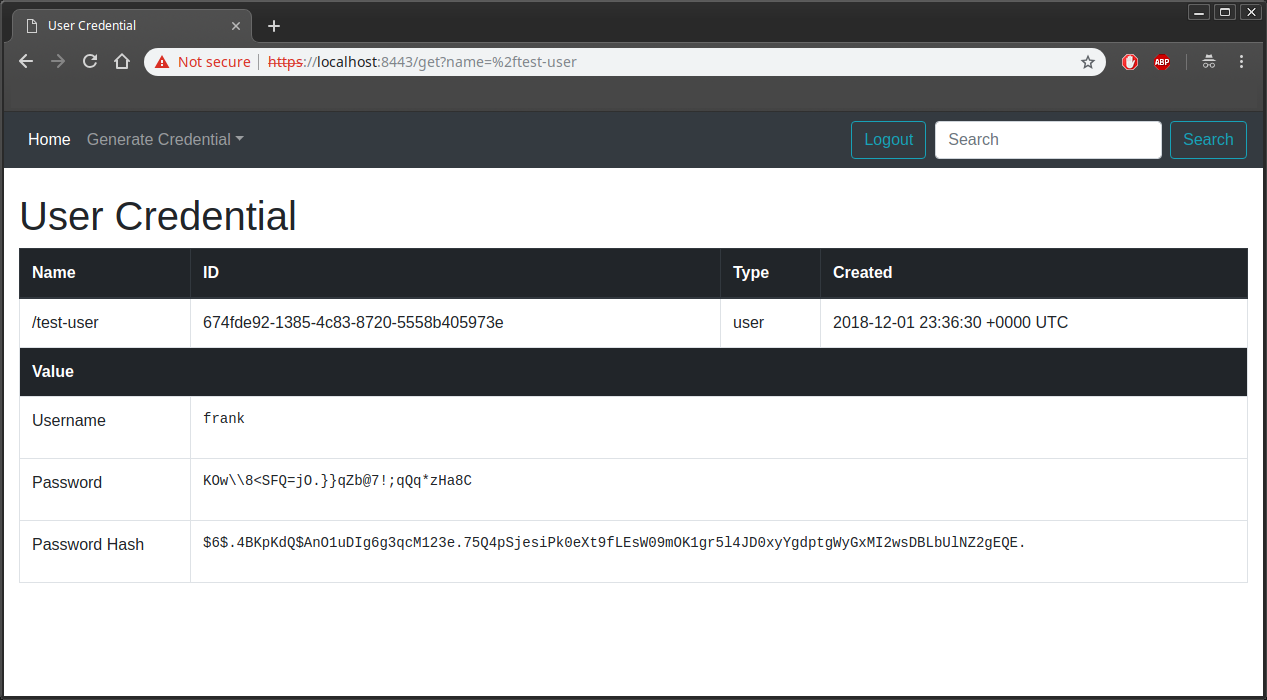 User Credential
Not secure https://localhost:8443/get?name=%2ftest-user ABP
Home Generate Credential Logout Search Search
User Credential
Name ID Type Created
/test-user 674fde92-1385-4c83-8720-5558b405973e user 2018-12-01 23:36:30 +0000 UTC
Value
Username frank
Password KOw\\8<SFQ=jO.}}qZb@7!;qQq*zHa8C
Password Hash $6$.4BKpKdQ$AnO1uDIg6g3qcM123e.75Q4pSjesiPk0eXt9fLEsW09mOK1gr5l4JD0xyYgdptgWyGxMI2wsDBLbUlNZ2gEQE.